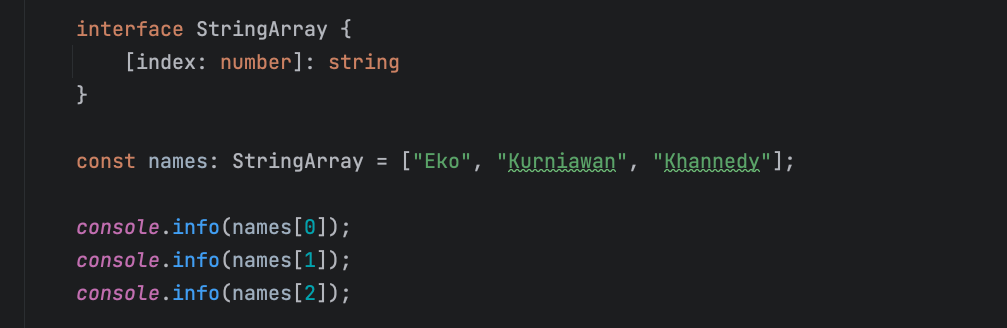 interface StringArray {
    [index: number]: string
}
const names: StringArray = ["Eko", "Kurniawan", "Khannedy"];
console.info(names[0]);
console.info(names[1]);
console.info(names[2]);